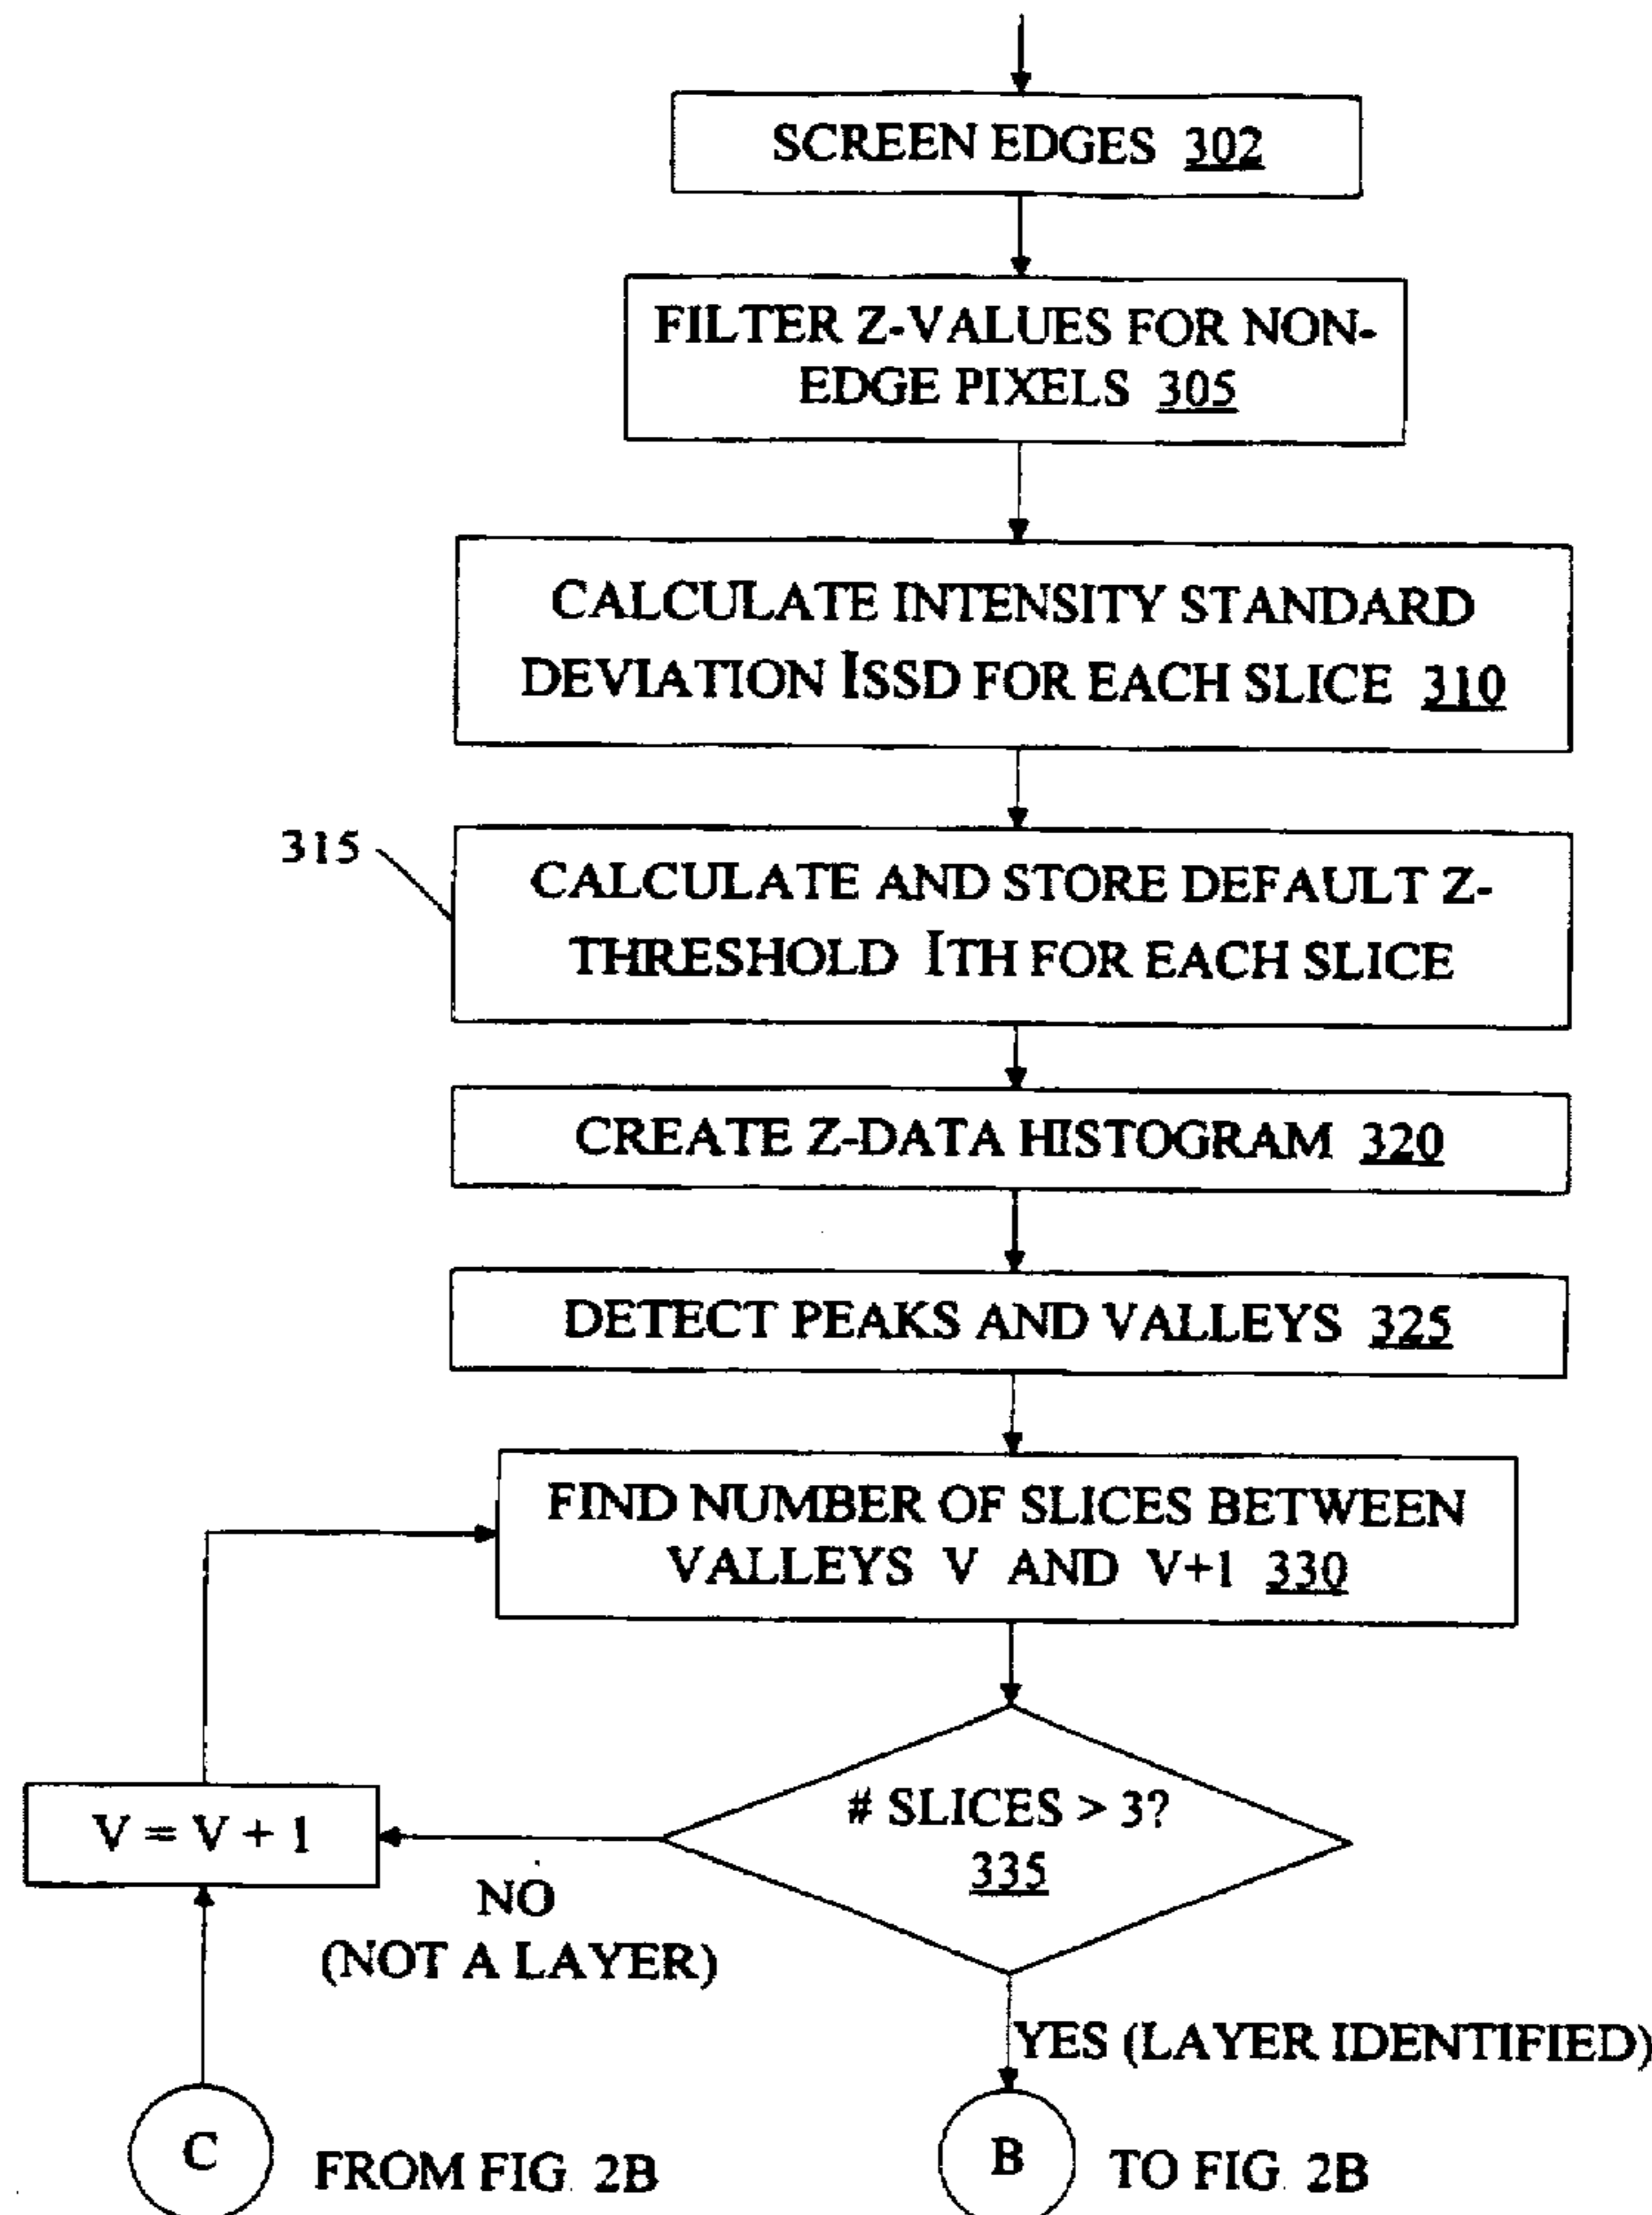 SCREEN EDGES 302
FILTER Z-VALUES FOR NON-
EDGE PIXELS 305
CALCULATE INTENSITY STANDARD
DEVIATION ISSD FOR EACH SLICE 310
315
CALCULATE AND STORE DEFAULT Z-
THRESHOLD ITH FOR EACH SLICE
CREATE Z-DATA HISTOGRAM 320
DETECT PEAKS AND VALLEYS 325
FIND NUMBER OF SLICES BETWEEN
VALLEYS V AND V+1 330
# SLICES > 3?
335
V = V + 1
NO
(NOT A LAYER)
YES (LAYER IDENTIFIED)
C
FROM FIG. 2B
B
TO FIG. 2B